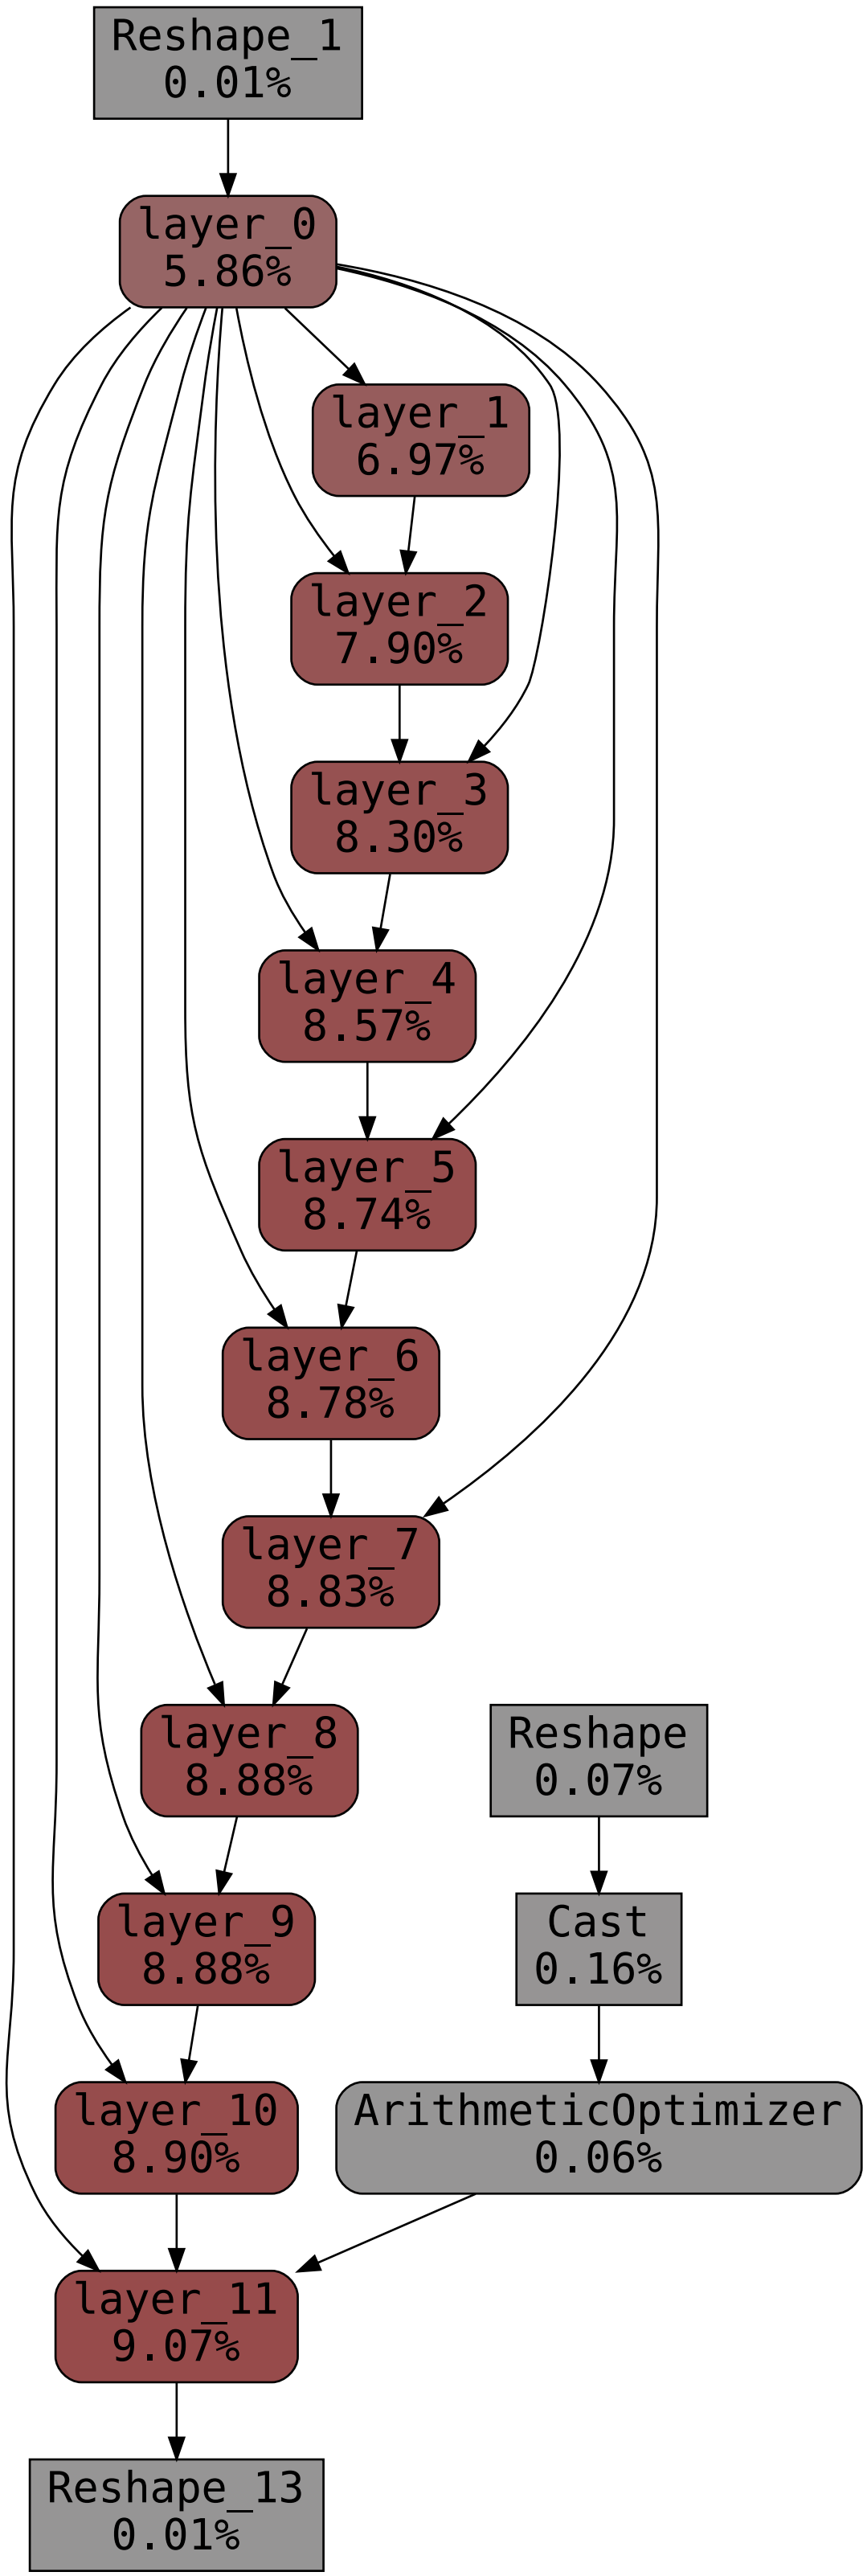 Reshape_1
0.01%
layer_0
5.86%
layer_1
6.97%
layer_2
7.90%
layer_3
8.30%
layer_4
8.57%
layer_5
8.74%
layer_6
8.78%
layer_7
8.83%
layer_8
8.88%
Reshape
0.07%
layer_9
8.88%
Cast
0.16%
layer_10
8.90%
ArithmeticOptimizer
0.06%
layer_11
9.07%
Reshape_13
0.01%